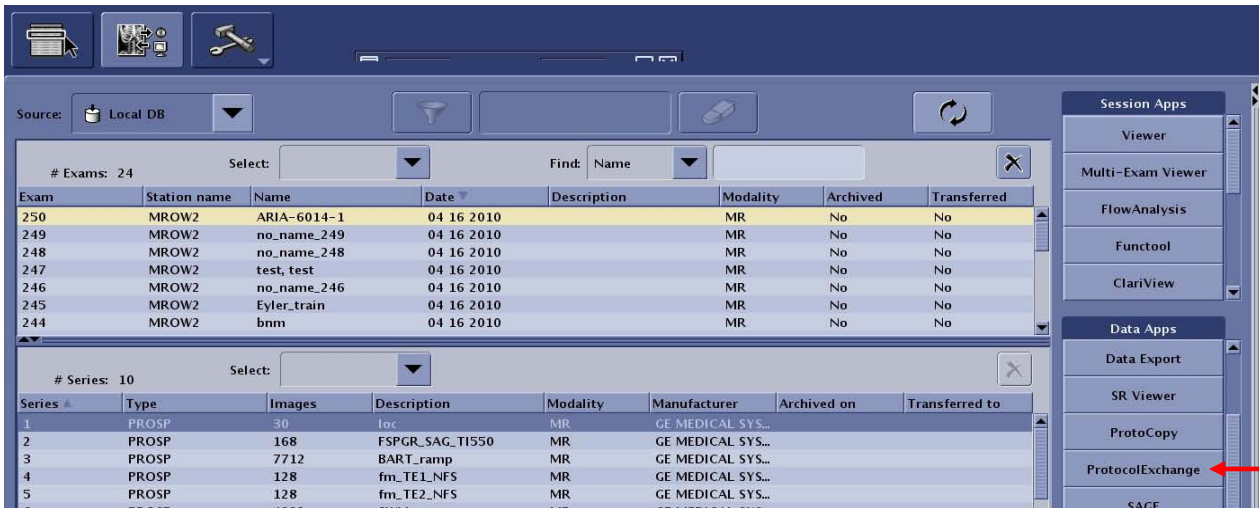 Source: Local DB
# Exams: 24 Select: Find: Name
Exam Station name Name Date Description Modality Archived Transferred
250 MROW2 ARIA-6014-1 04 16 2010 MR No No
249 MROW2 no_name_249 04 16 2010 MR No No
248 MROW2 no_name_248 04 16 2010 MR No No
247 MROW2 test, test 04 16 2010 MR No No
246 MROW2 no_name_246 04 16 2010 MR No No
245 MROW2 Eyler_train 04 16 2010 MR No No
244 MROW2 bnm 04 16 2010 MR No No
# Series: 10 Select:
Series Type Images Description Modality Manufacturer Archived on Transferred to
1 PROSP 30 loc MR GE MEDICAL SYS...
2 PROSP 168 FSPGR_SAG_TI550 MR GE MEDICAL SYS...
3 PROSP 7712 BART_ramp MR GE MEDICAL SYS...
4 PROSP 128 fm_TE1_NFS MR GE MEDICAL SYS...
5 PROSP 128 fm_TE2_NFS MR GE MEDICAL SYS...
Session Apps
Viewer
Multi-Exam Viewer
FlowAnalysis
Functool
ClariView
Data Apps
Data Export
SR Viewer
ProtoCopy
ProtocolExchange
SAGE